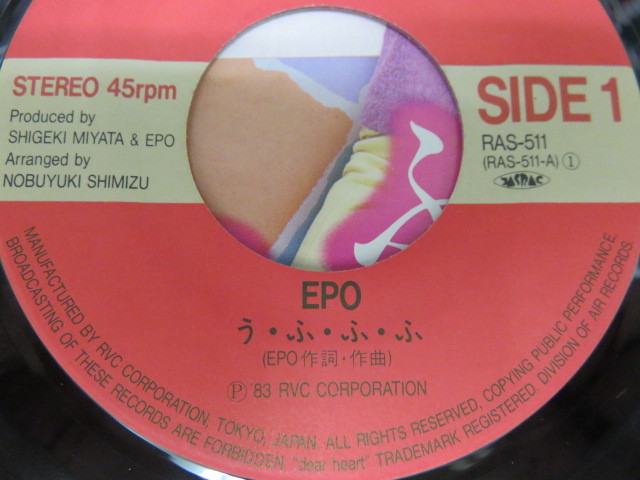 STEREO 45rpm
Produced by
SHIGEKI MIYATA & EPO
Arranged by
NOBUYUKI SHIMIZU
SIDE 1
RAS-511
(RAS-511-A) ①
JASRAC
EPO
う・ふ・ふ・ふ
(EPO作詞・作曲)
Ⓟ '83 RVC CORPORATION
MANUFACTURED BY RVC CORPORATION, TOKYO, JAPAN. ALL RIGHTS RESERVED, COPYING PUBLIC PERFORMANCE.
BROADCASTING OF THESE RECORDS ARE FORBIDDEN. "dear heart" TRADEMARK REGISTERED. DIVISION OF AIR RECORDS.